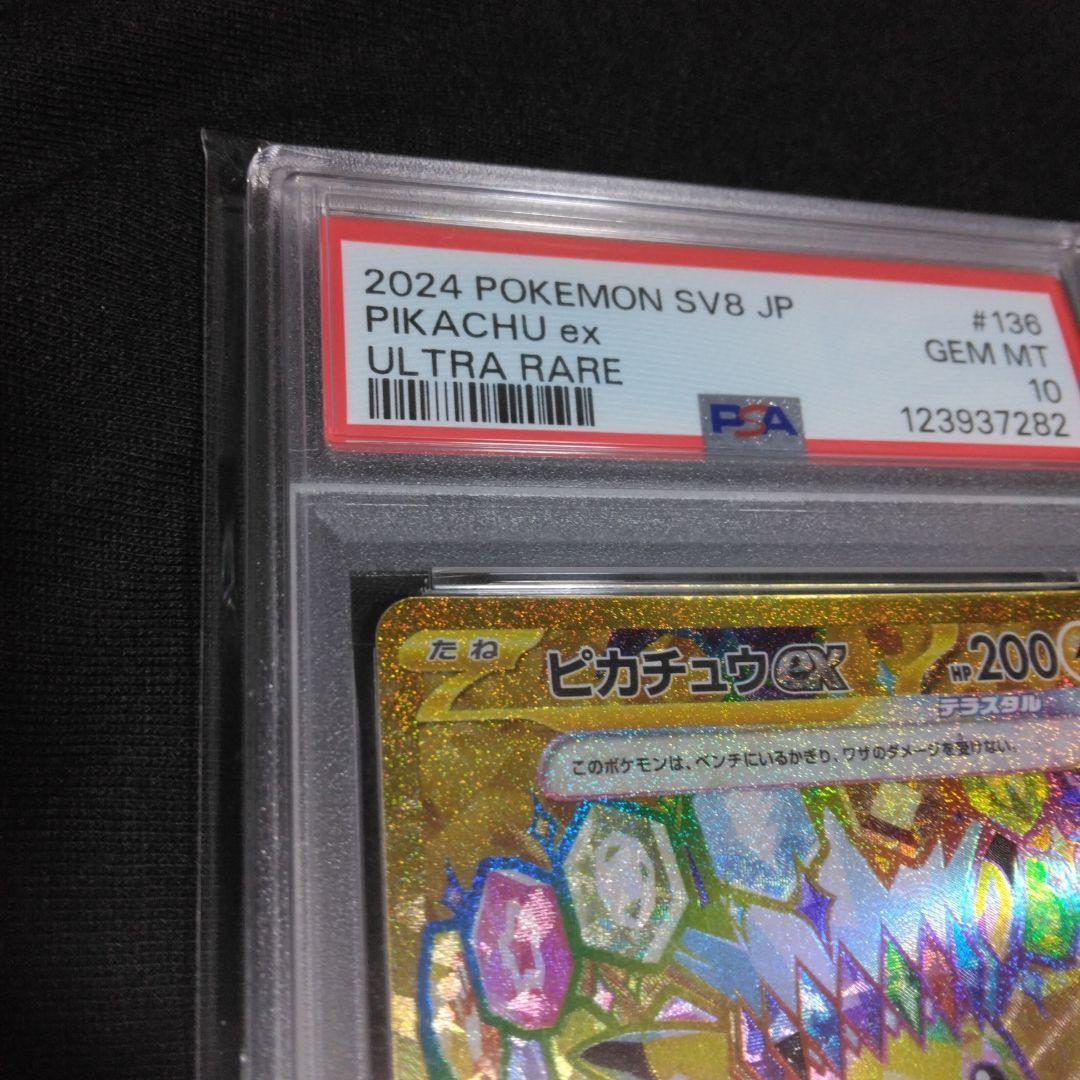 2024 POKEMON SV8 JP #136
PIKACHU ex GEM MT
ULTRA RARE 10
PSA 123937282
たね ピカチュウex HP200
テラスタル
このポケモンは、ベンチにいるかぎり、ワザのダメージを受けない。